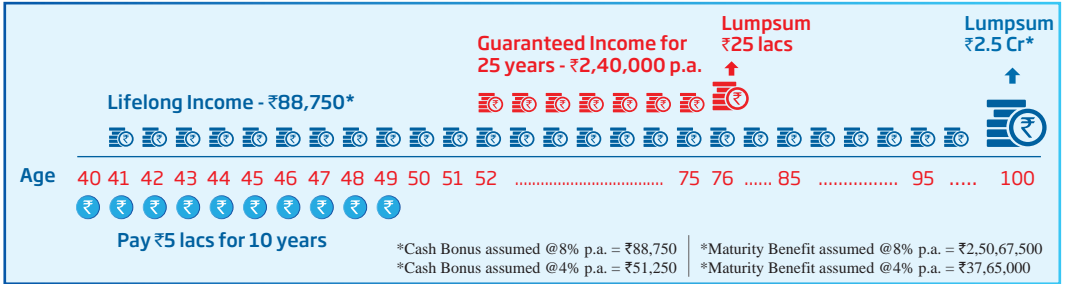 Guaranteed Income for
25 years - ₹2,40,000 p.a.
Lumpsum
₹25 lacs
Lumpsum
₹2.5 Cr*
Lifelong Income - ₹88,750*
Age 40 41 42 43 44 45 46 47 48 49 50 51 52 .................................... 75 76 ...... 85 ................ 95 ..... 100
₹ ₹ ₹ ₹ ₹ ₹ ₹ ₹ ₹ ₹
Pay ₹5 lacs for 10 years
*Cash Bonus assumed @8% p.a. = ₹88,750
*Cash Bonus assumed @4% p.a. = ₹51,250
*Maturity Benefit assumed @8% p.a. = ₹2,50,67,500
*Maturity Benefit assumed @4% p.a. = ₹37,65,000